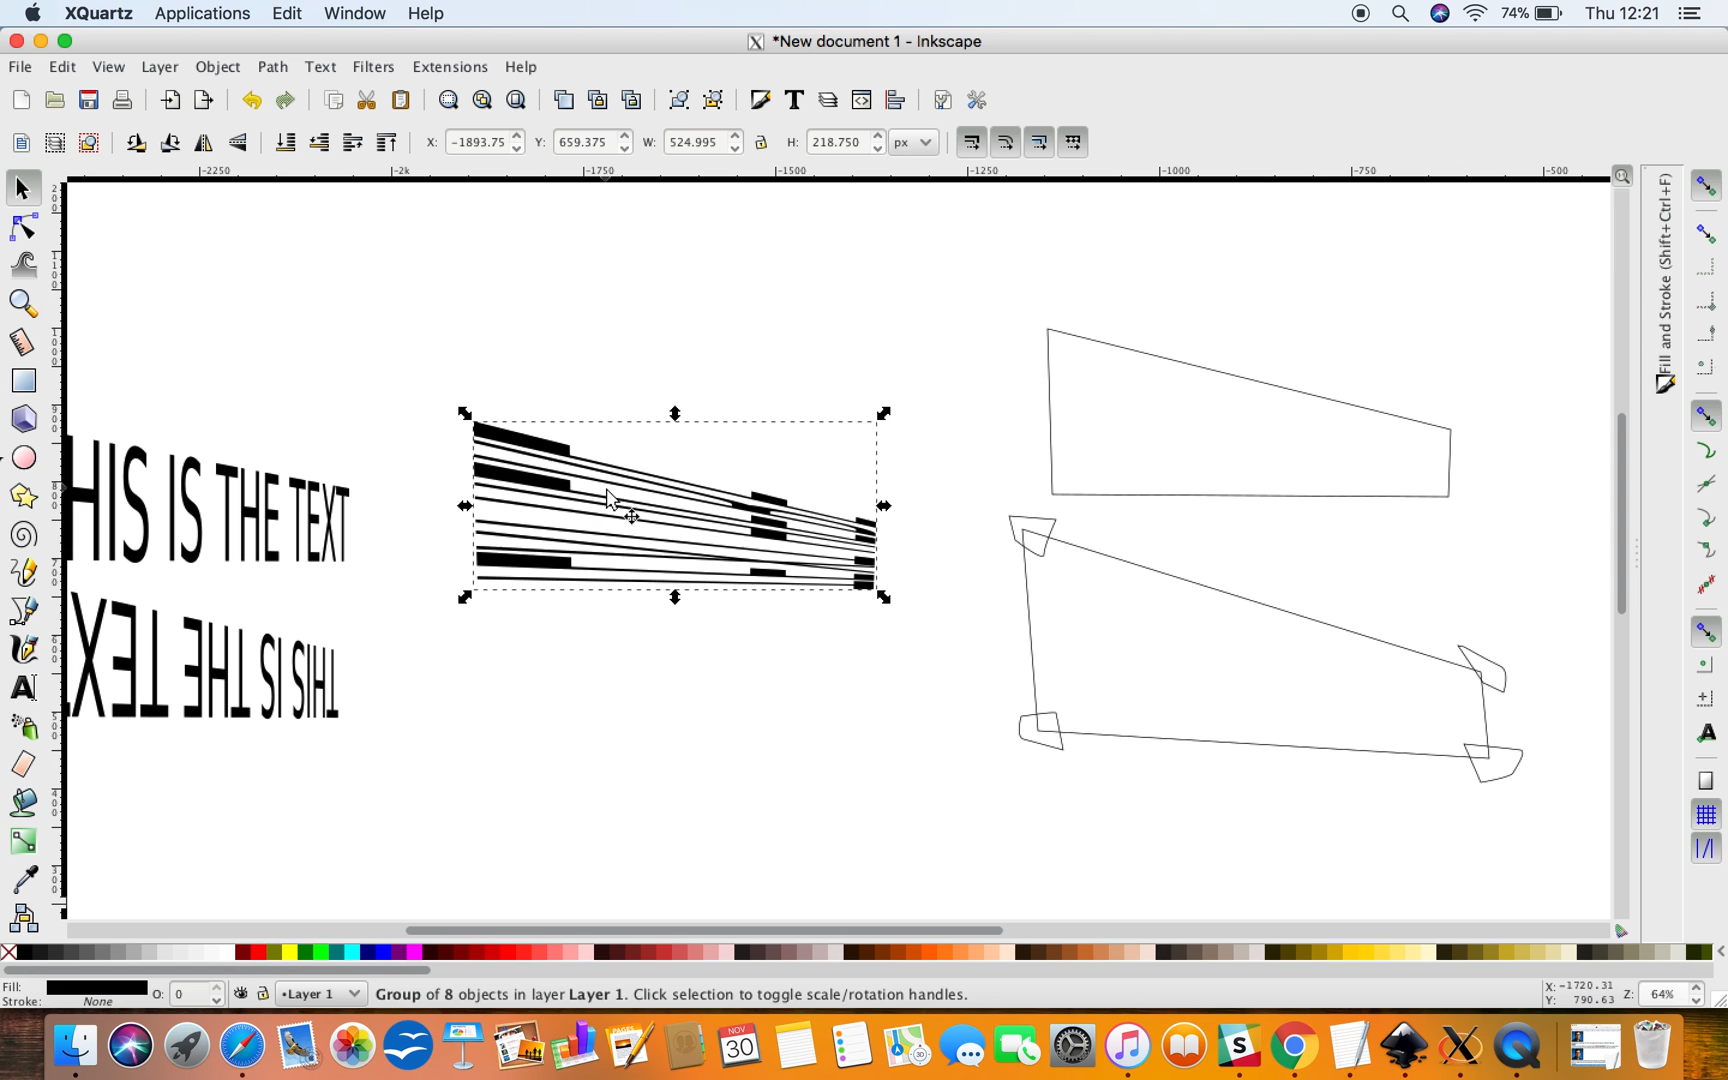 XQuartz Applications Edit Window Help
74% Thu 12:21
*New document 1 - Inkscape
File Edit View Layer Object Path Text Filters Extensions Help
X: -1893.75 Y: 659.375 W: 524.995 H: 218.750 px
-2250 -2k -1750 -1500 -1250 -1000 -750 -500
Fill and Stroke (Shift+Ctrl+F)
HIS IS THE TEXT
THIS IS THE TEX
Fill:
Stroke: None
O: 0
•Layer 1
Group of 8 objects in layer Layer 1. Click selection to toggle scale/rotation handles.
X: -1720.31
Y: 790.63
Z: 64%
NOV
30